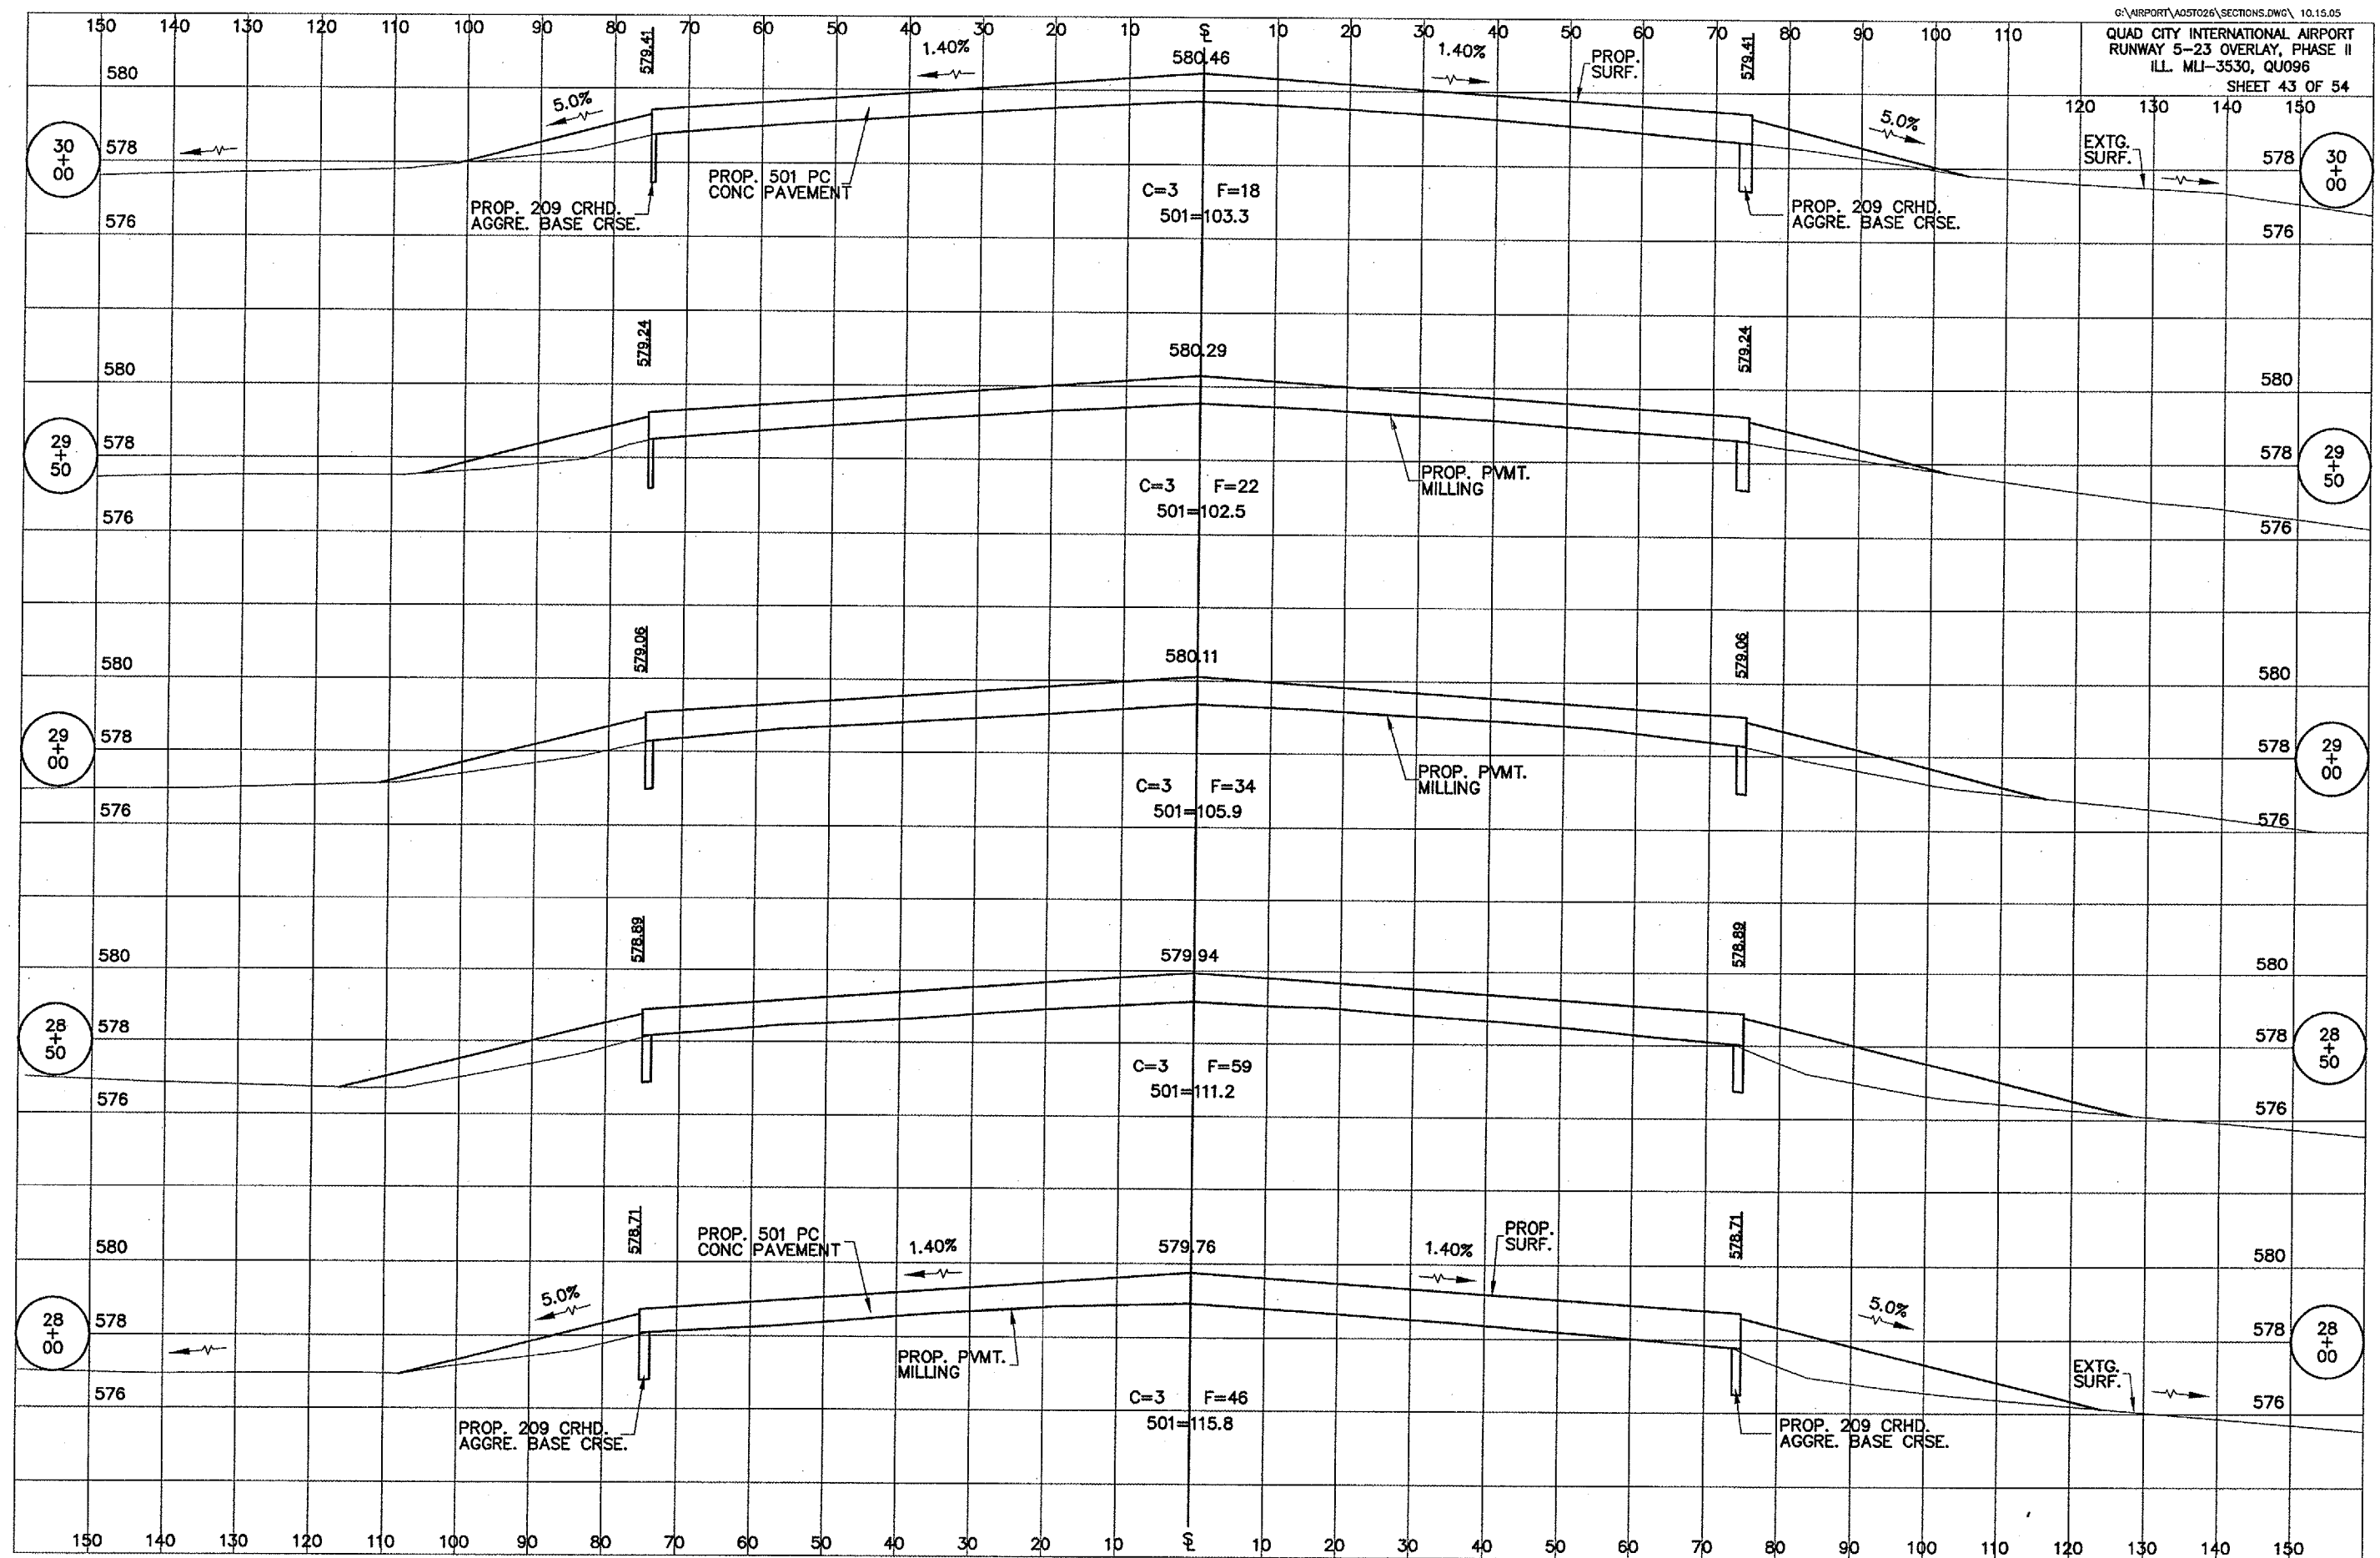 G:\AIRPORT\A05T026\SECTIONS.DWG\ 10.15.05
QUAD CITY INTERNATIONAL AIRPORT
RUNWAY 5-23 OVERLAY, PHASE II
ILL. MLI-3530, QU096
SHEET 43 OF 54
150 140 130 120 110 100 90 80 70 60 50 40 30 20 10 ℄ 10 20 30 40 50 60 70 80 90 100 110
120 130 140 150
579.41
1.40%
580.46
1.40%
PROP.
SURF.
579.41
580
5.0%
5.0%
30
+
00
578
EXTG.
SURF.
578
30
+
00
PROP. 501 PC
CONC PAVEMENT
C=3 F=18
501=103.3
PROP. 209 CRHD.
AGGRE. BASE CRSE.
PROP. 209 CRHD.
AGGRE. BASE CRSE.
576
576
579.24
580.29
579.24
580
580
29
+
50
578
578
29
+
50
PROP. PVMT.
MILLING
C=3 F=22
501=102.5
576
576
579.06
580.11
579.06
580
580
29
+
00
578
578
29
+
00
PROP. PVMT.
MILLING
C=3 F=34
501=105.9
576
576
578.89
579.94
578.89
580
580
28
+
50
578
578
28
+
50
C=3 F=59
501=111.2
576
576
578.71
PROP. 501 PC
CONC PAVEMENT
1.40%
579.76
1.40%
PROP.
SURF.
578.71
580
580
5.0%
5.0%
28
+
00
578
578
28
+
00
PROP. PVMT.
MILLING
EXTG.
SURF.
576
C=3 F=46
501=115.8
576
PROP. 209 CRHD.
AGGRE. BASE CRSE.
PROP. 209 CRHD.
AGGRE. BASE CRSE.
150 140 130 120 110 100 90 80 70 60 50 40 30 20 10 ℄ 10 20 30 40 50 60 70 80 90 100 110 120 130 140 150